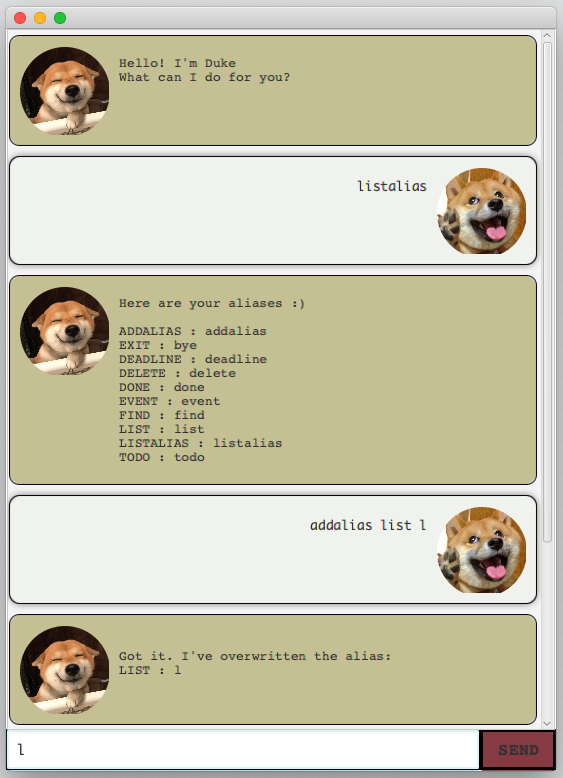 Hello! I'm Duke
What can I do for you?
listalias
Here are your aliases :)
ADDALIAS : addalias
EXIT : bye
DEADLINE : deadline
DELETE : delete
DONE : done
EVENT : event
FIND : find
LIST : list
LISTALIAS : listalias
TODO : todo
addalias list l
Got it. I've overwritten the alias:
LIST : l
l
SEND